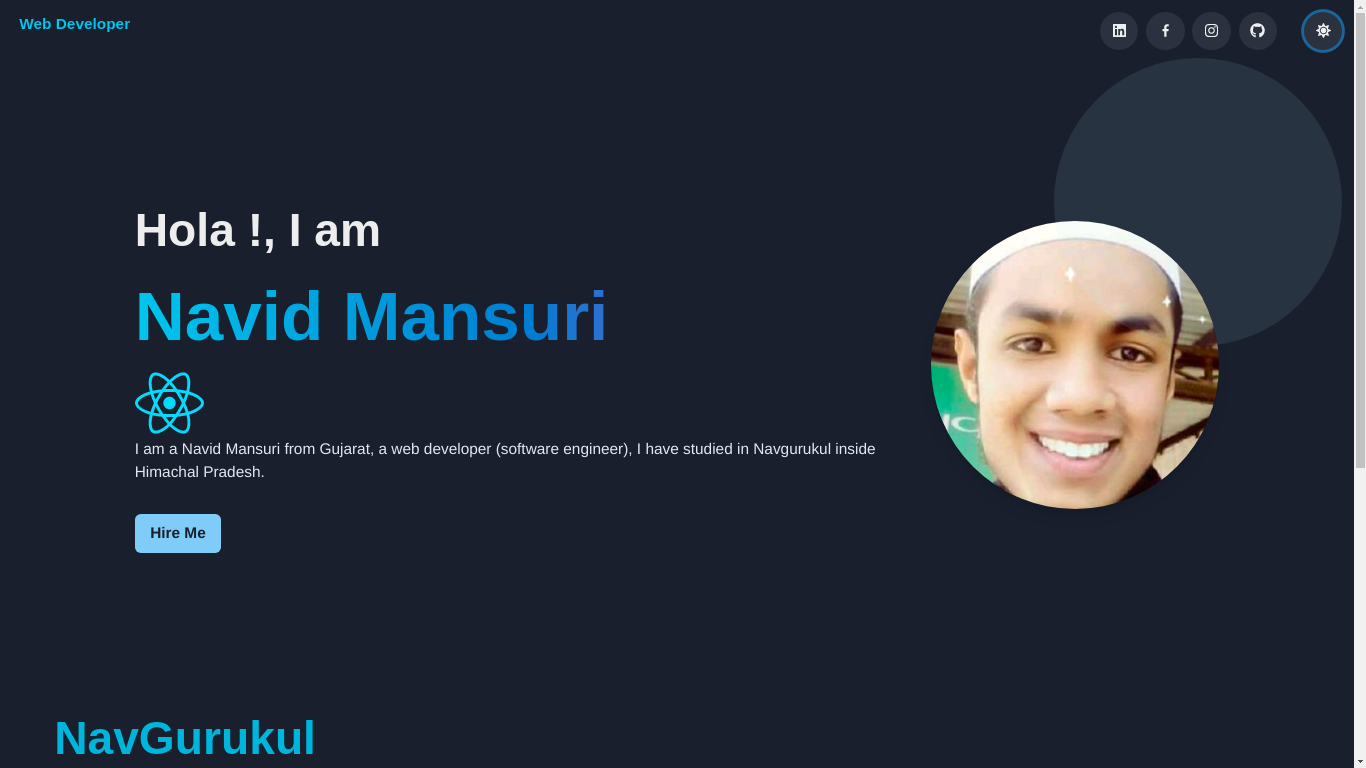 Web Developer
Hola !, I am
Navid Mansuri
I am a Navid Mansuri from Gujarat, a web developer (software engineer), I have studied in Navgurukul inside
Himachal Pradesh.
Hire Me
NavGurukul